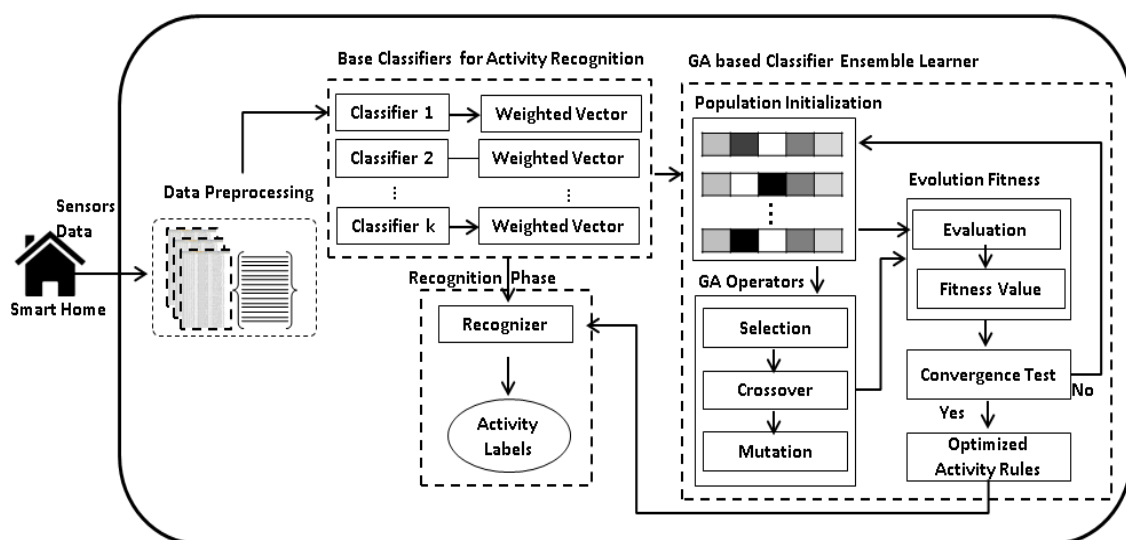 Sensors
Data
Smart Home
Data Preprocessing
Base Classifiers for Activity Recognition
Classifier 1
Weighted Vector
Classifier 2
Weighted Vector
⋮
⋮
Classifier k
Weighted Vector
Recognition Phase
Recognizer
Activity
Labels
GA based Classifier Ensemble Learner
Population Initialization
⋮
GA Operators
Selection
Crossover
Mutation
Evolution Fitness
Evaluation
Fitness Value
Convergence Test
No
Yes
Optimized
Activity Rules